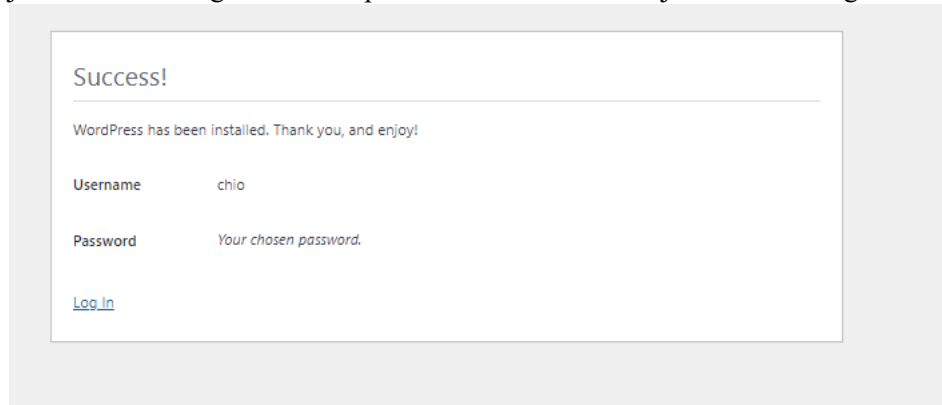 Success!
WordPress has been installed. Thank you, and enjoy!
Username chio
Password Your chosen password.
Log In